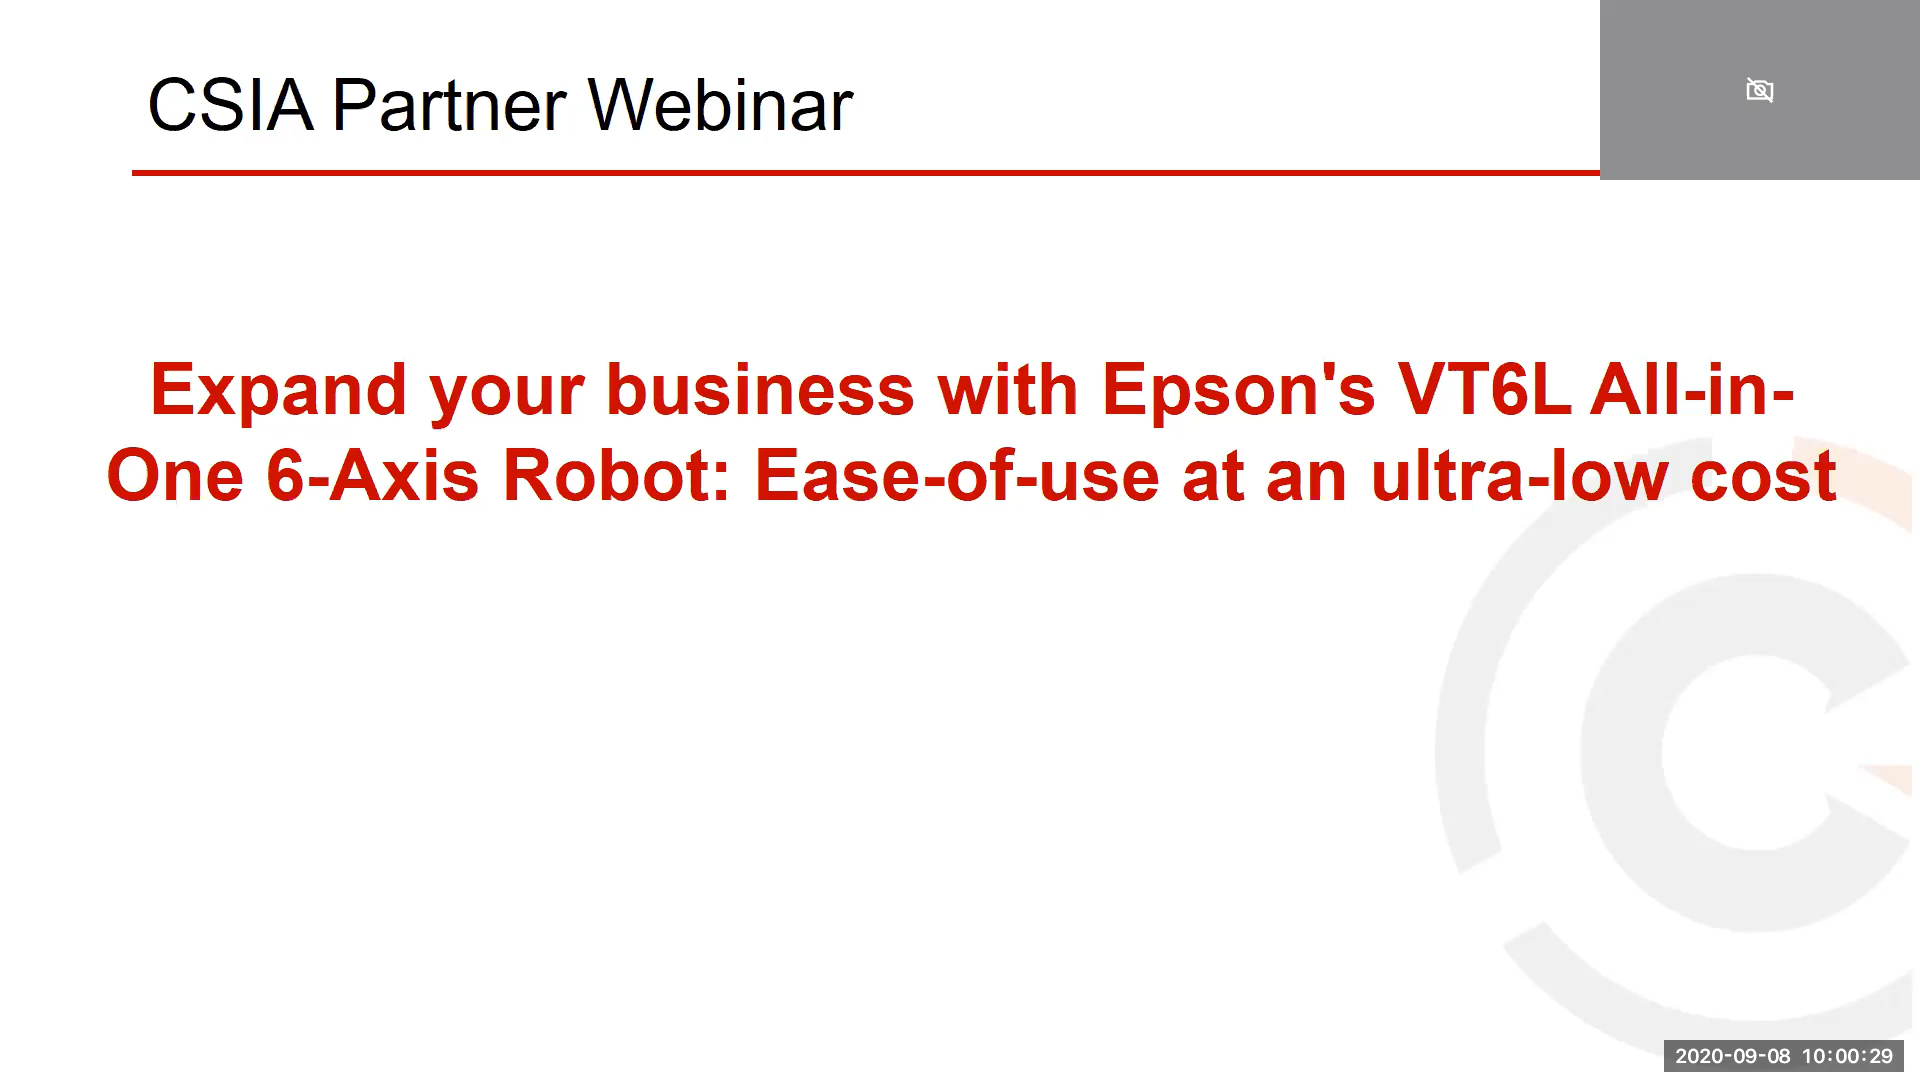 CSIA Partner Webinar
Expand your business with Epson's VT6L All-in-
One 6-Axis Robot: Ease-of-use at an ultra-low cost
2020-09-08 10:00:29